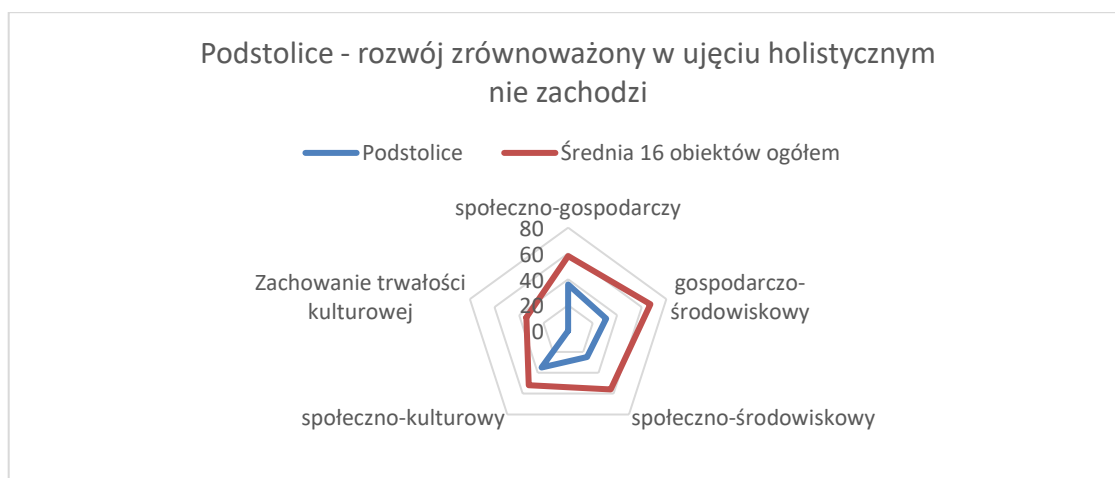 Podstolice - rozwój zrównoważony w ujęciu holistycznym
nie zachodzi
Podstolice
Średnia 16 obiektów ogółem
społeczno-gospodarczy
80
60
40
20
0
gospodarczo-
środowiskowy
społeczno-środowiskowy
społeczno-kulturowy
Zachowanie trwałości
kulturowej